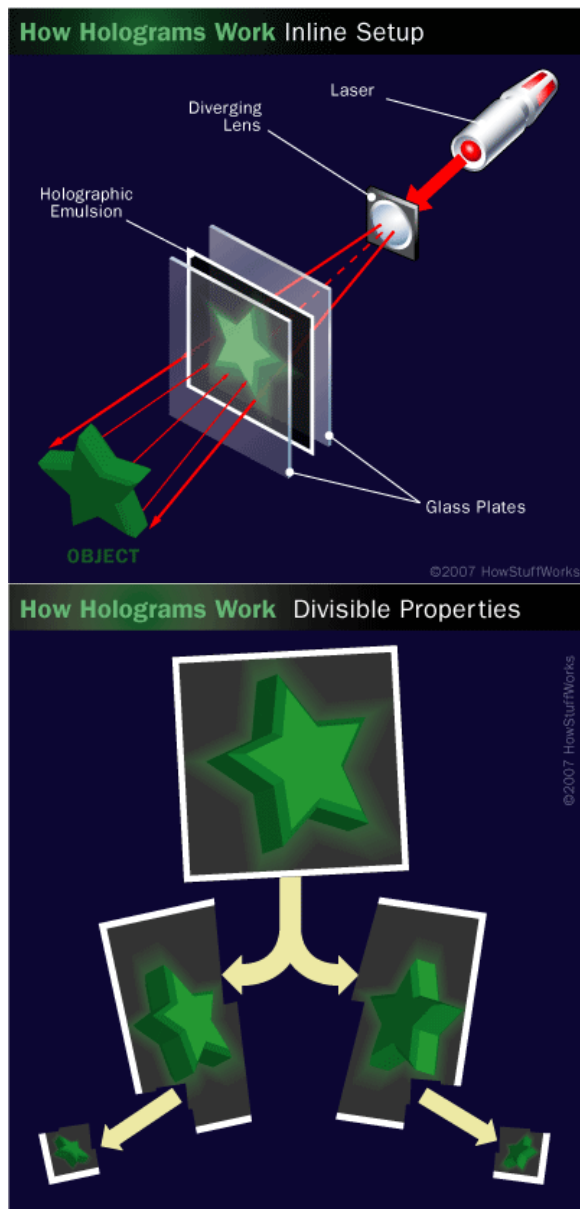 How Holograms Work Inline Setup
Laser
Diverging
Lens
Holographic
Emulsion
Glass Plates
OBJECT
©2007 HowStuffWorks
How Holograms Work Divisible Properties
©2007 HowStuffWorks